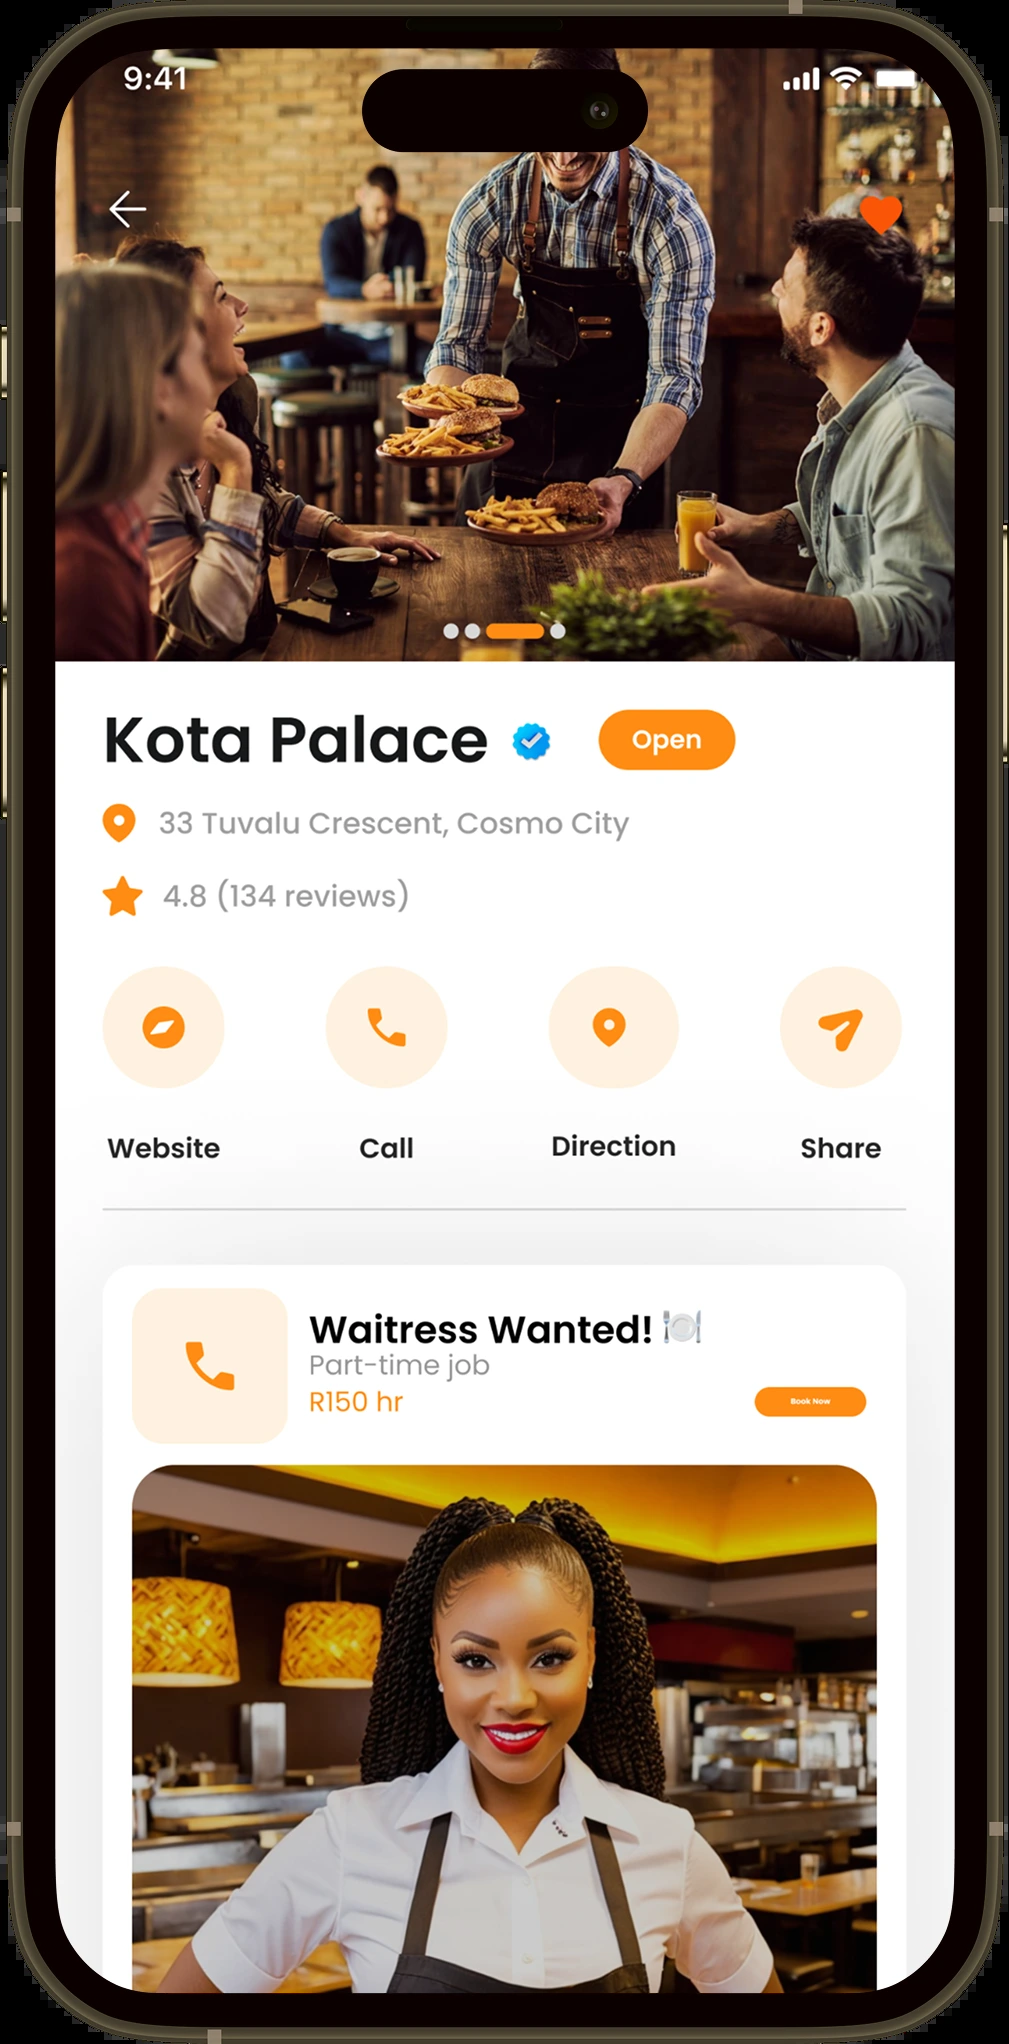 9:41
Kota Palace
Open
33 Tuvalu Crescent, Cosmo City
4.8 (134 reviews)
Website
Call
Direction
Share
Waitress Wanted! 🍽️
Part-time job
R150 hr
Book Now